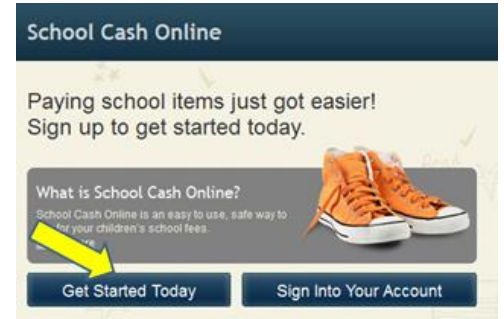 School Cash Online
Paying school items just got easier!
Sign up to get started today.
What is School Cash Online?
School Cash Online is an easy to use, safe way to
for your children's school fees.
Get Started Today
Sign Into Your Account